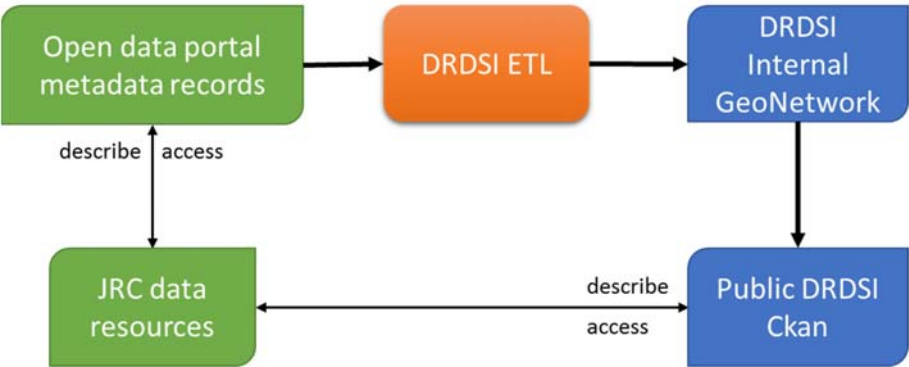 Open data portal
metadata records
DRDSI ETL
DRDSI
Internal
GeoNetwork
describe
access
JRC data
resources
describe
access
Public DRDSI
Ckan